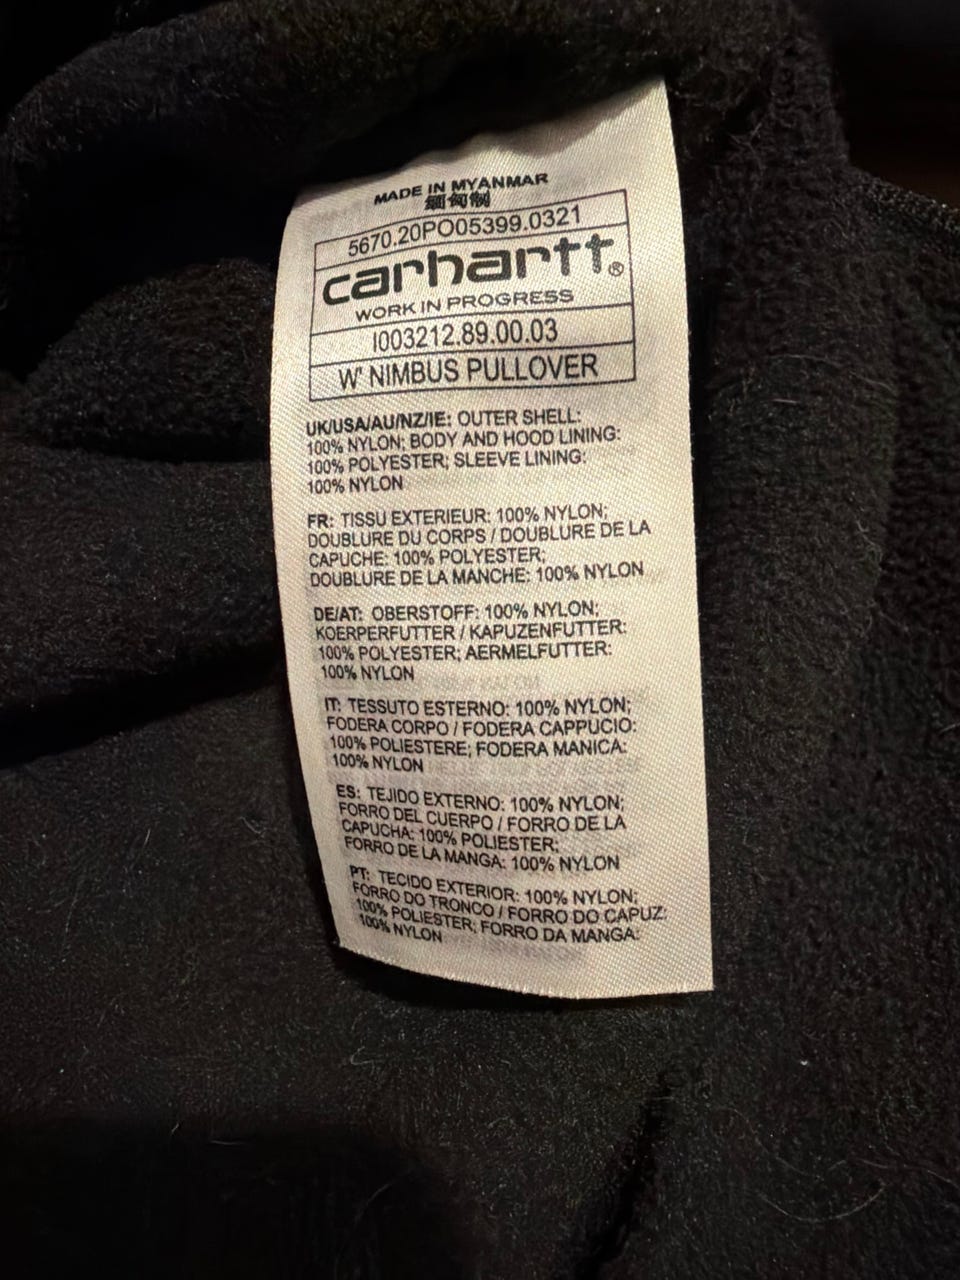 MADE IN MYANMAR
缅甸制
5670.20PO05399.0321
carhartt®
WORK IN PROGRESS
I003212.89.00.03
W' NIMBUS PULLOVER
UK/USA/AU/NZ/IE: OUTER SHELL:
100% NYLON; BODY AND HOOD LINING:
100% POLYESTER; SLEEVE LINING:
100% NYLON
FR: TISSU EXTERIEUR: 100% NYLON;
DOUBLURE DU CORPS / DOUBLURE DE LA
CAPUCHE: 100% POLYESTER;
DOUBLURE DE LA MANCHE: 100% NYLON
DE/AT: OBERSTOFF: 100% NYLON;
KOERPERFUTTER / KAPUZENFUTTER:
100% POLYESTER; AERMELFUTTER:
100% NYLON
IT: TESSUTO ESTERNO: 100% NYLON;
FODERA CORPO / FODERA CAPPUCIO:
100% POLIESTERE; FODERA MANICA:
100% NYLON
ES: TEJIDO EXTERNO: 100% NYLON;
FORRO DEL CUERPO / FORRO DE LA
CAPUCHA: 100% POLIESTER;
FORRO DE LA MANGA: 100% NYLON
PT: TECIDO EXTERIOR: 100% NYLON;
FORRO DO TRONCO / FORRO DO CAPUZ:
100% POLIESTER; FORRO DA MANGA:
100% NYLON